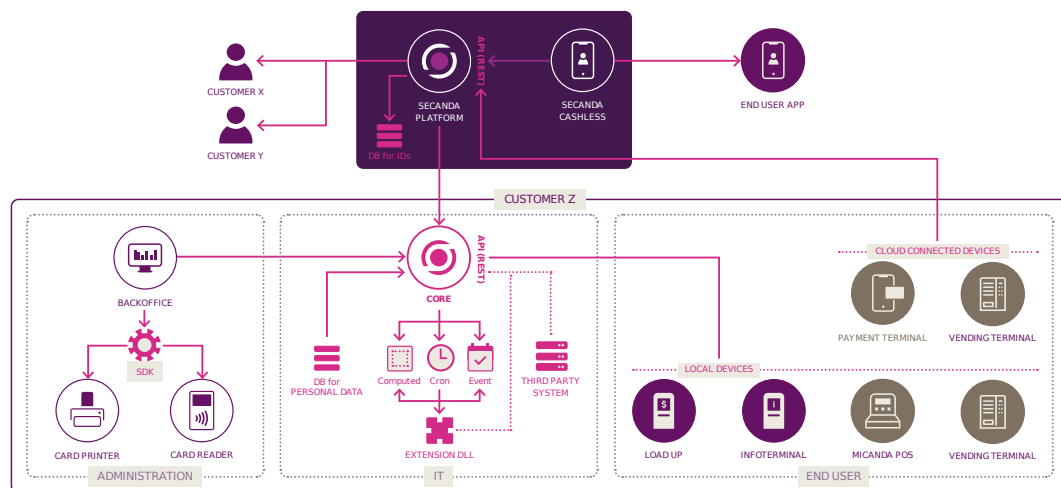 CUSTOMER X
CUSTOMER Y
API (REST)
SECANDA
PLATFORM
SECANDA
CASHLESS
DB for IDs
END USER APP
CUSTOMER Z
BACKOFFICE
SDK
CARD PRINTER
CARD READER
ADMINISTRATION
API (REST)
CORE
DB for
PERSONAL DATA
Computed
Cron
Event
THIRD PARTY
SYSTEM
EXTENSION DLL
IT
CLOUD CONNECTED DEVICES
PAYMENT TERMINAL
VENDING TERMINAL
LOCAL DEVICES
$
i
LOAD UP
INFOTERMINAL
MICANDA POS
VENDING TERMINAL
END USER